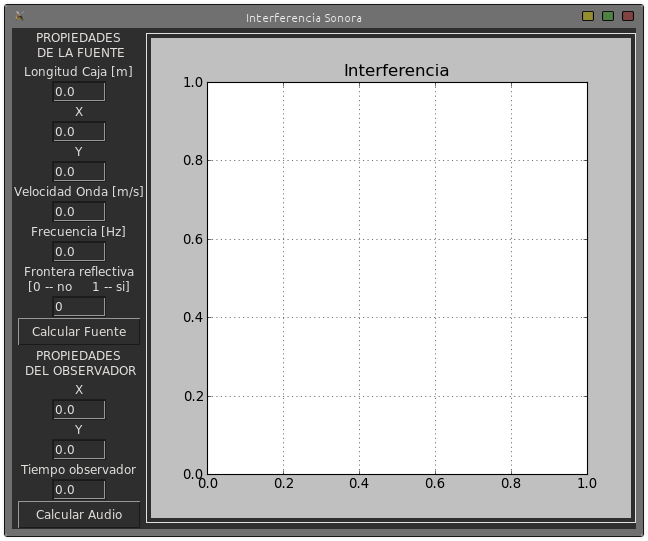 Interferencia Sonora
PROPIEDADES
DE LA FUENTE
Longitud Caja [m]
0.0
X
0.0
Y
0.0
Velocidad Onda [m/s]
0.0
Frecuencia [Hz]
0.0
Frontera reflectiva
[0 -- no 1 -- si]
0
Calcular Fuente
PROPIEDADES
DEL OBSERVADOR
X
0.0
Y
0.0
Tiempo observador
0.0
Calcular Audio
Interferencia
1.0
0.8
0.6
0.4
0.2
0.0
0.0 0.2 0.4 0.6 0.8 1.0